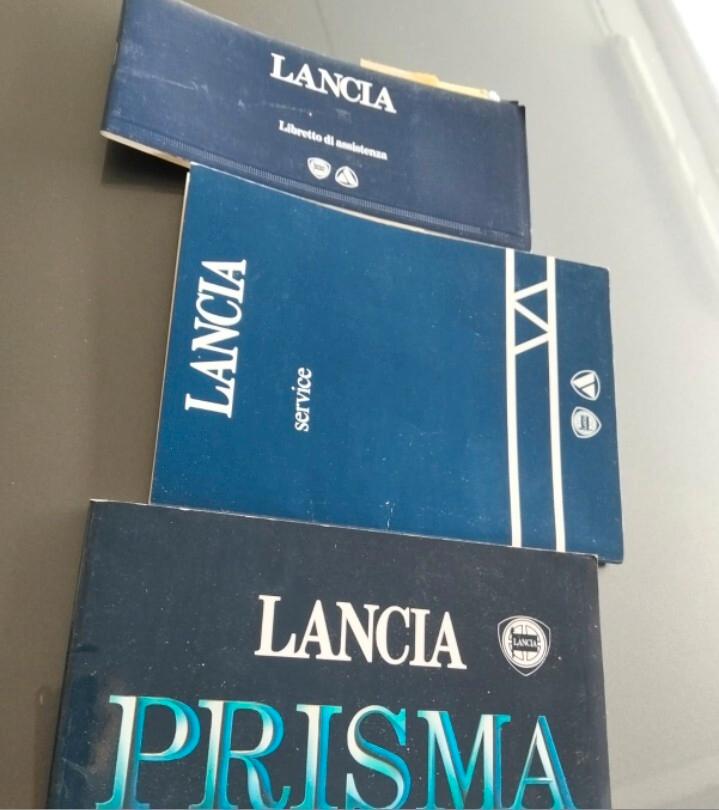 LANCIA
Libretto di assistenza
LANCIA
service
LANCIA
LANCIA
PRISMA